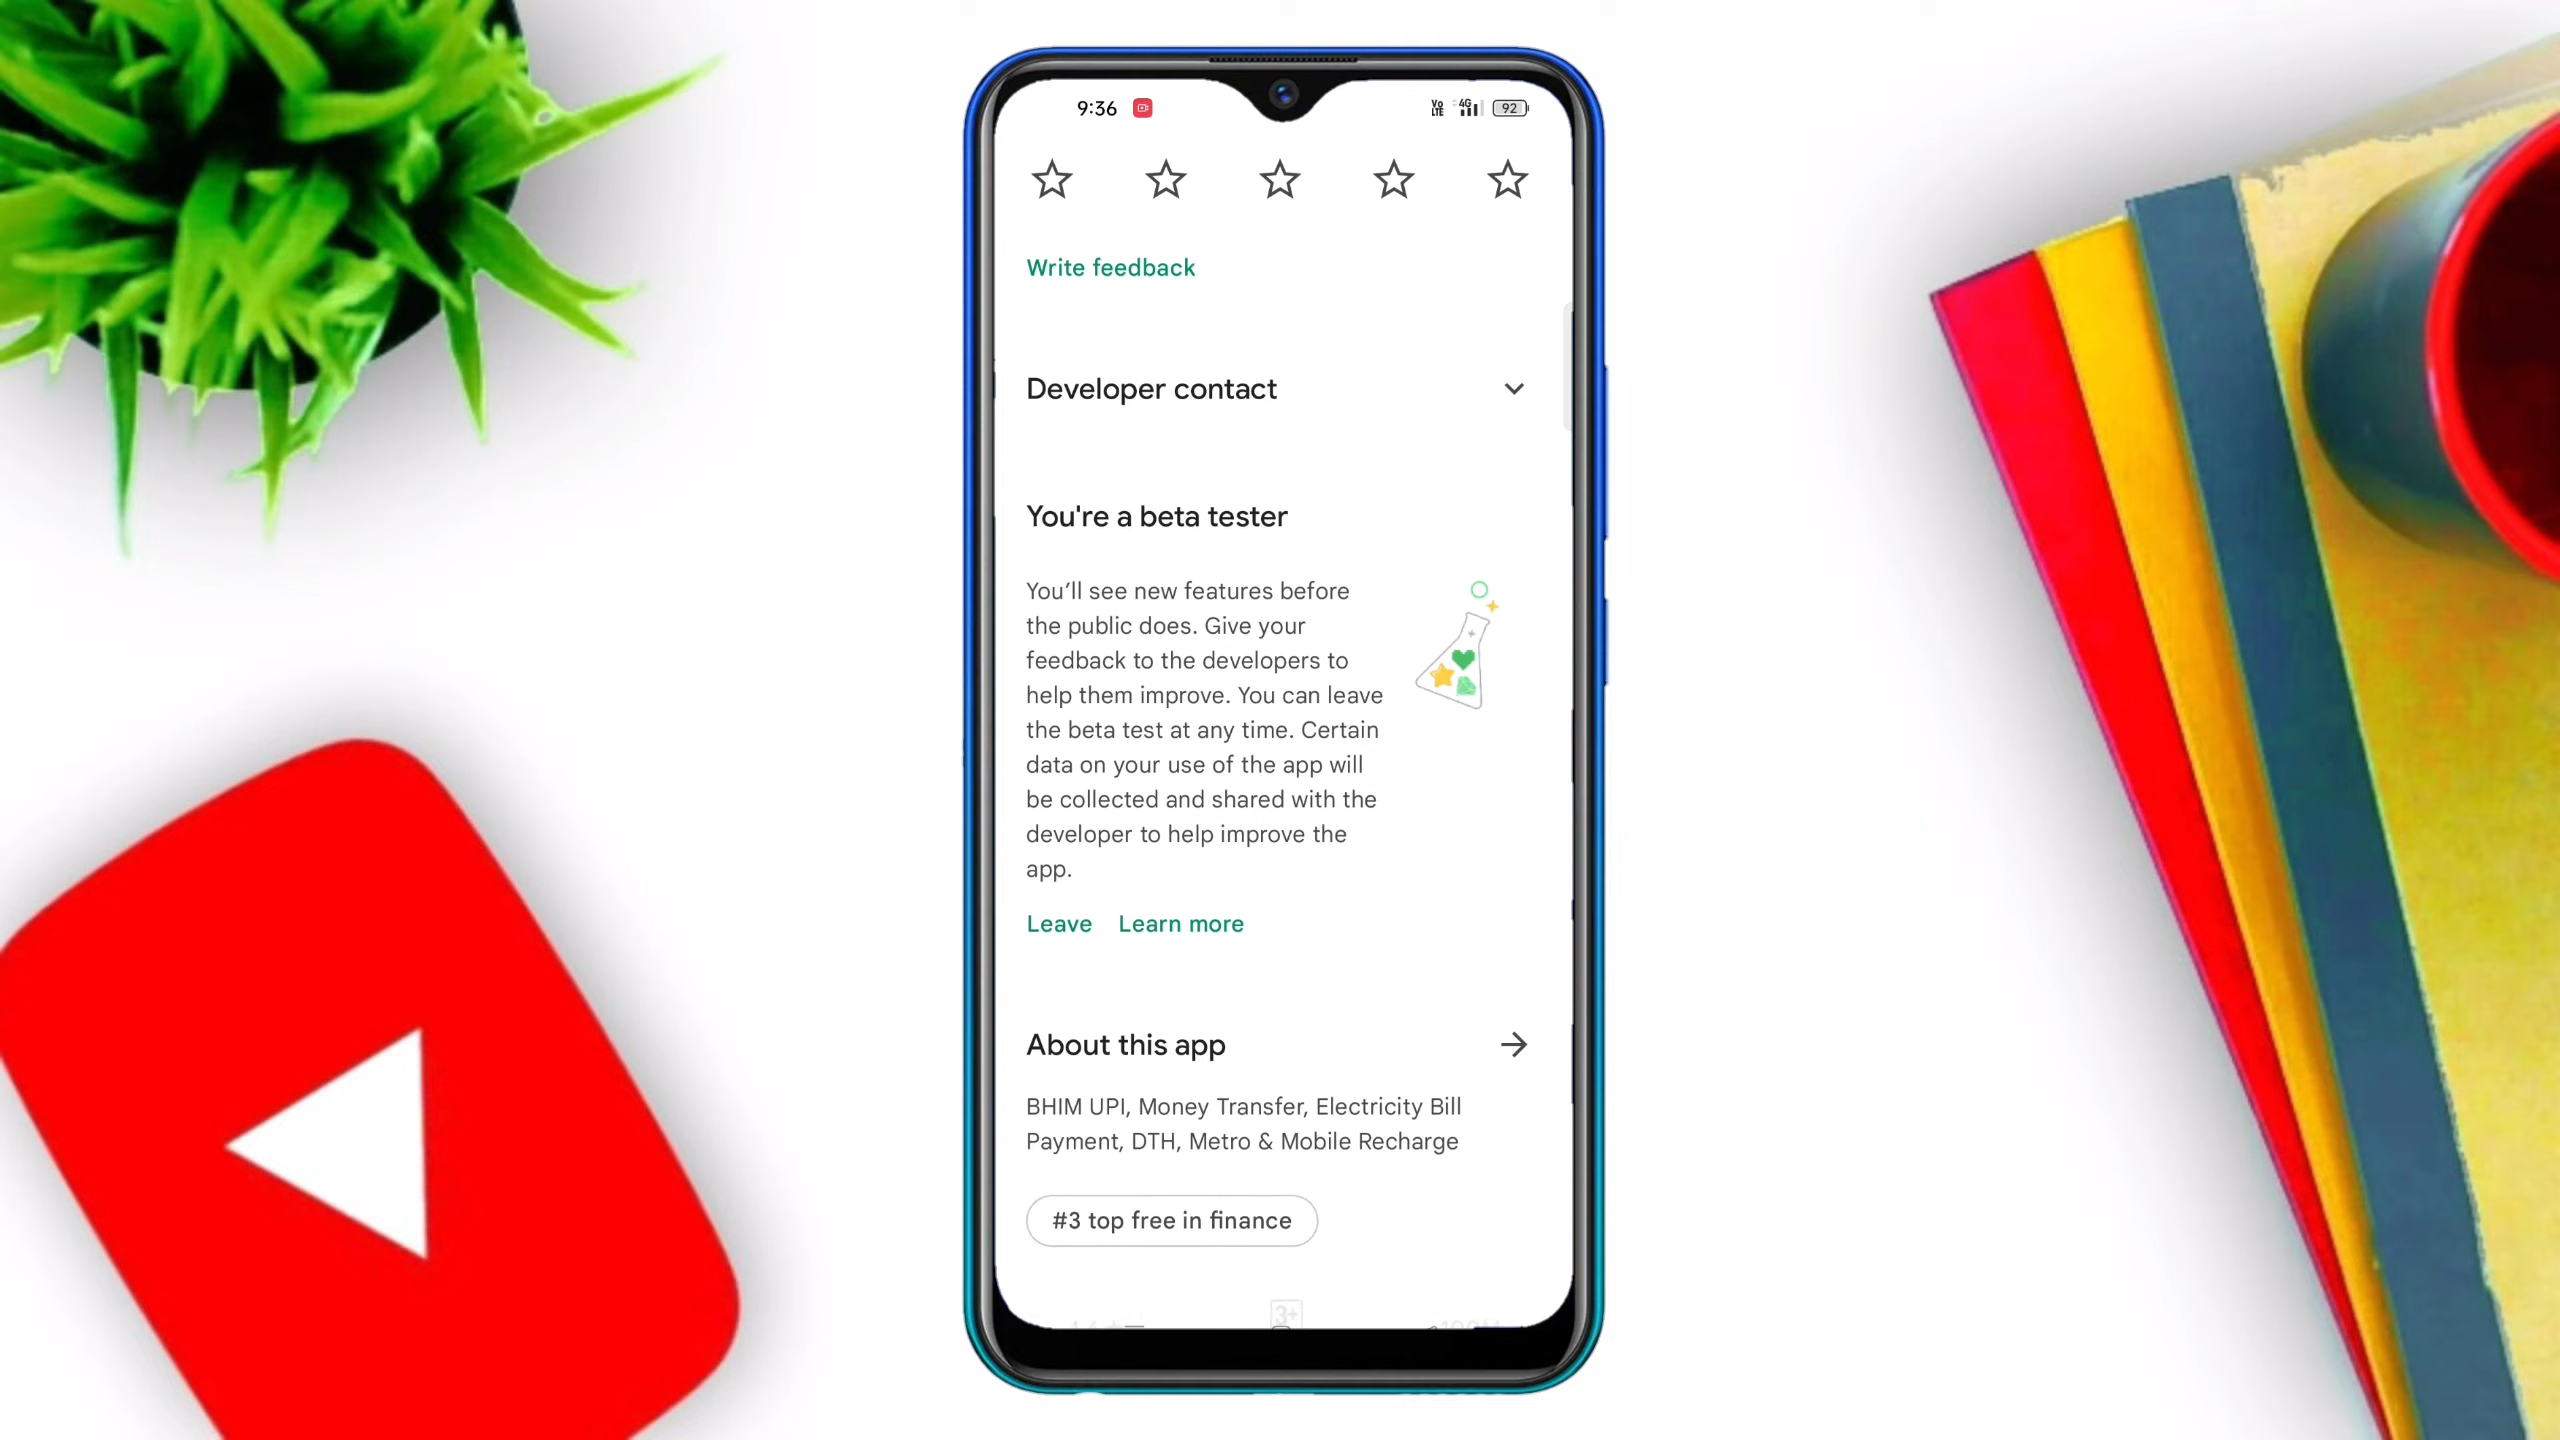 9:36
Vo LTE 4G 92
Write feedback
Developer contact
You're a beta tester
You’ll see new features before
the public does. Give your
feedback to the developers to
help them improve. You can leave
the beta test at any time. Certain
data on your use of the app will
be collected and shared with the
developer to help improve the
app.
Leave Learn more
About this app
BHIM UPI, Money Transfer, Electricity Bill
Payment, DTH, Metro & Mobile Recharge
#3 top free in finance
3+